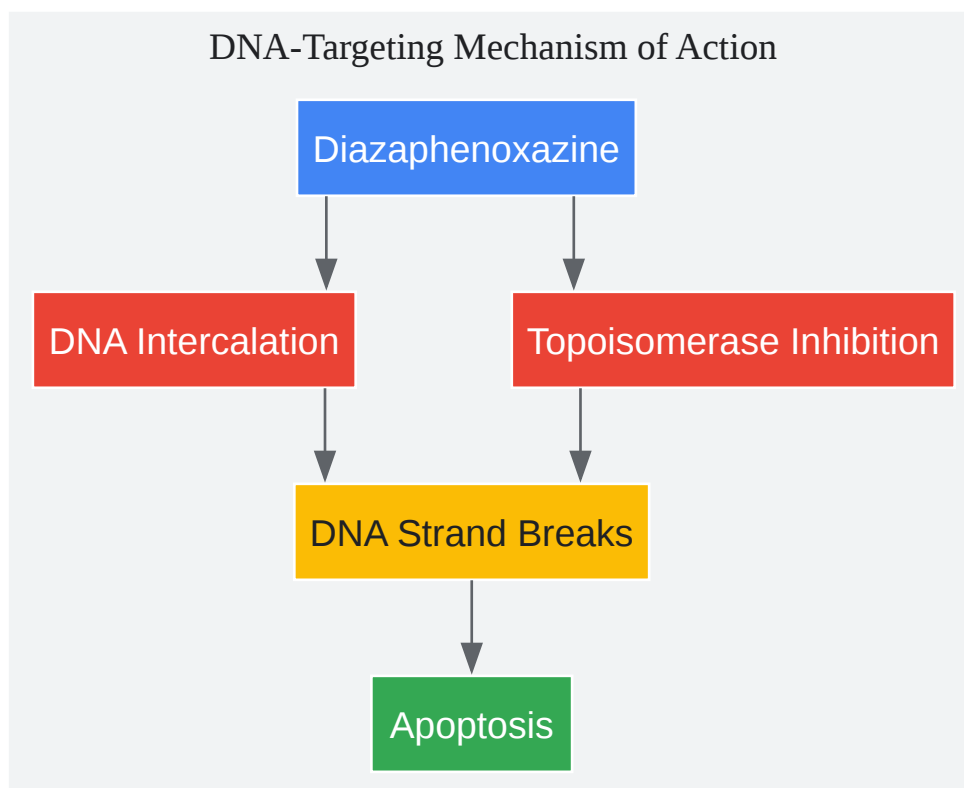 DNA-Targeting Mechanism of Action
Diazaphenoxazine
DNA Intercalation
Topoisomerase Inhibition
DNA Strand Breaks
Apoptosis